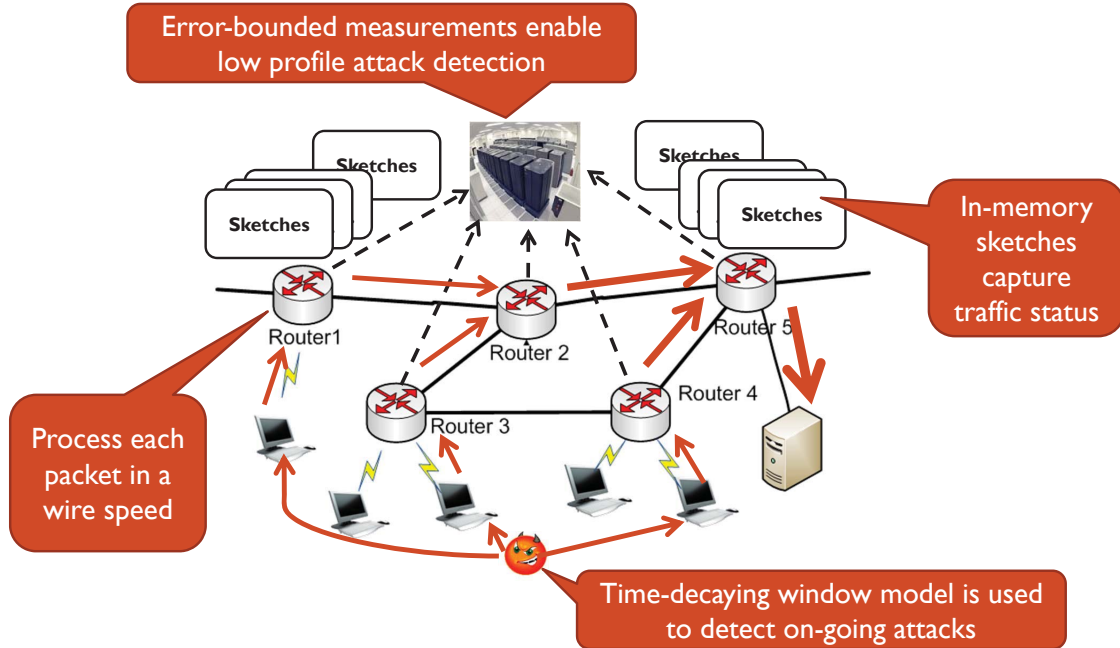 Error-bounded measurements enable
low profile attack detection
Sketches
Sketches
Sketches
Sketches
In-memory
sketches
capture
traffic status
Router1
Router 2
Router 5
Router 3
Router 4
Process each
packet in a
wire speed
Time-decaying window model is used
to detect on-going attacks